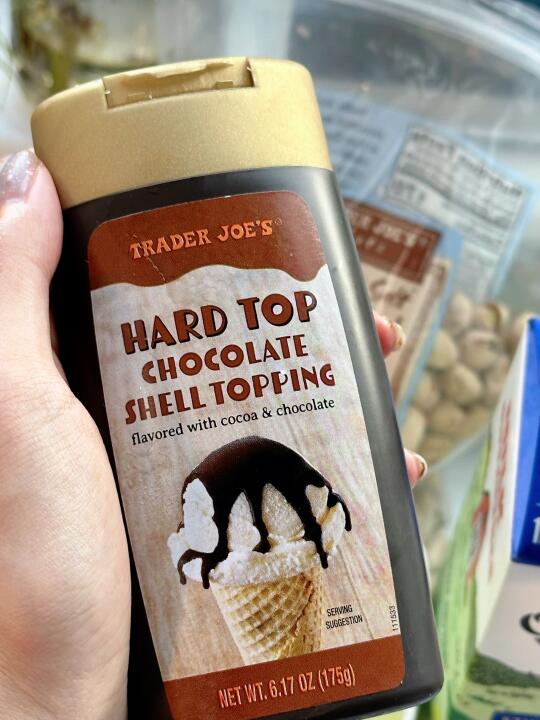 TRADER JOE'S
HARD TOP
CHOCOLATE
SHELL TOPPING
flavored with cocoa & chocolate
SERVING
SUGGESTION
111533
NET WT. 6.17 OZ (175g)